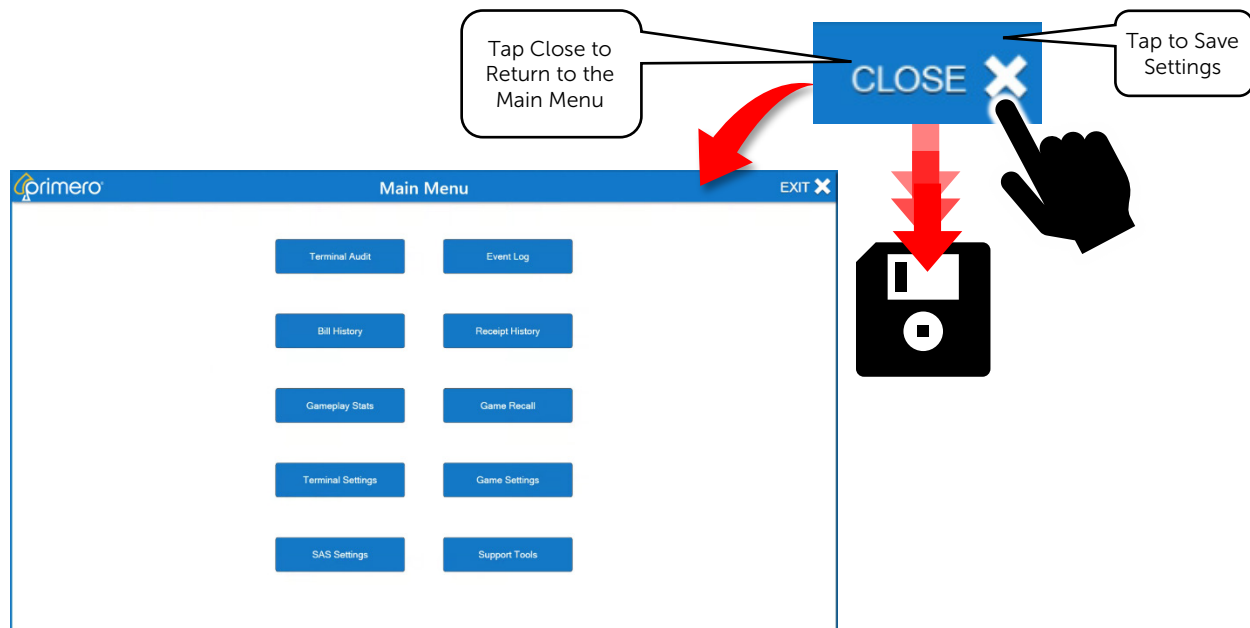 Tap Close to
Return to the
Main Menu
CLOSE
Tap to Save
Settings
primero®
Main Menu
EXIT
Terminal Audit
Event Log
Bill History
Receipt History
Gameplay Stats
Game Recall
Terminal Settings
Game Settings
SAS Settings
Support Tools